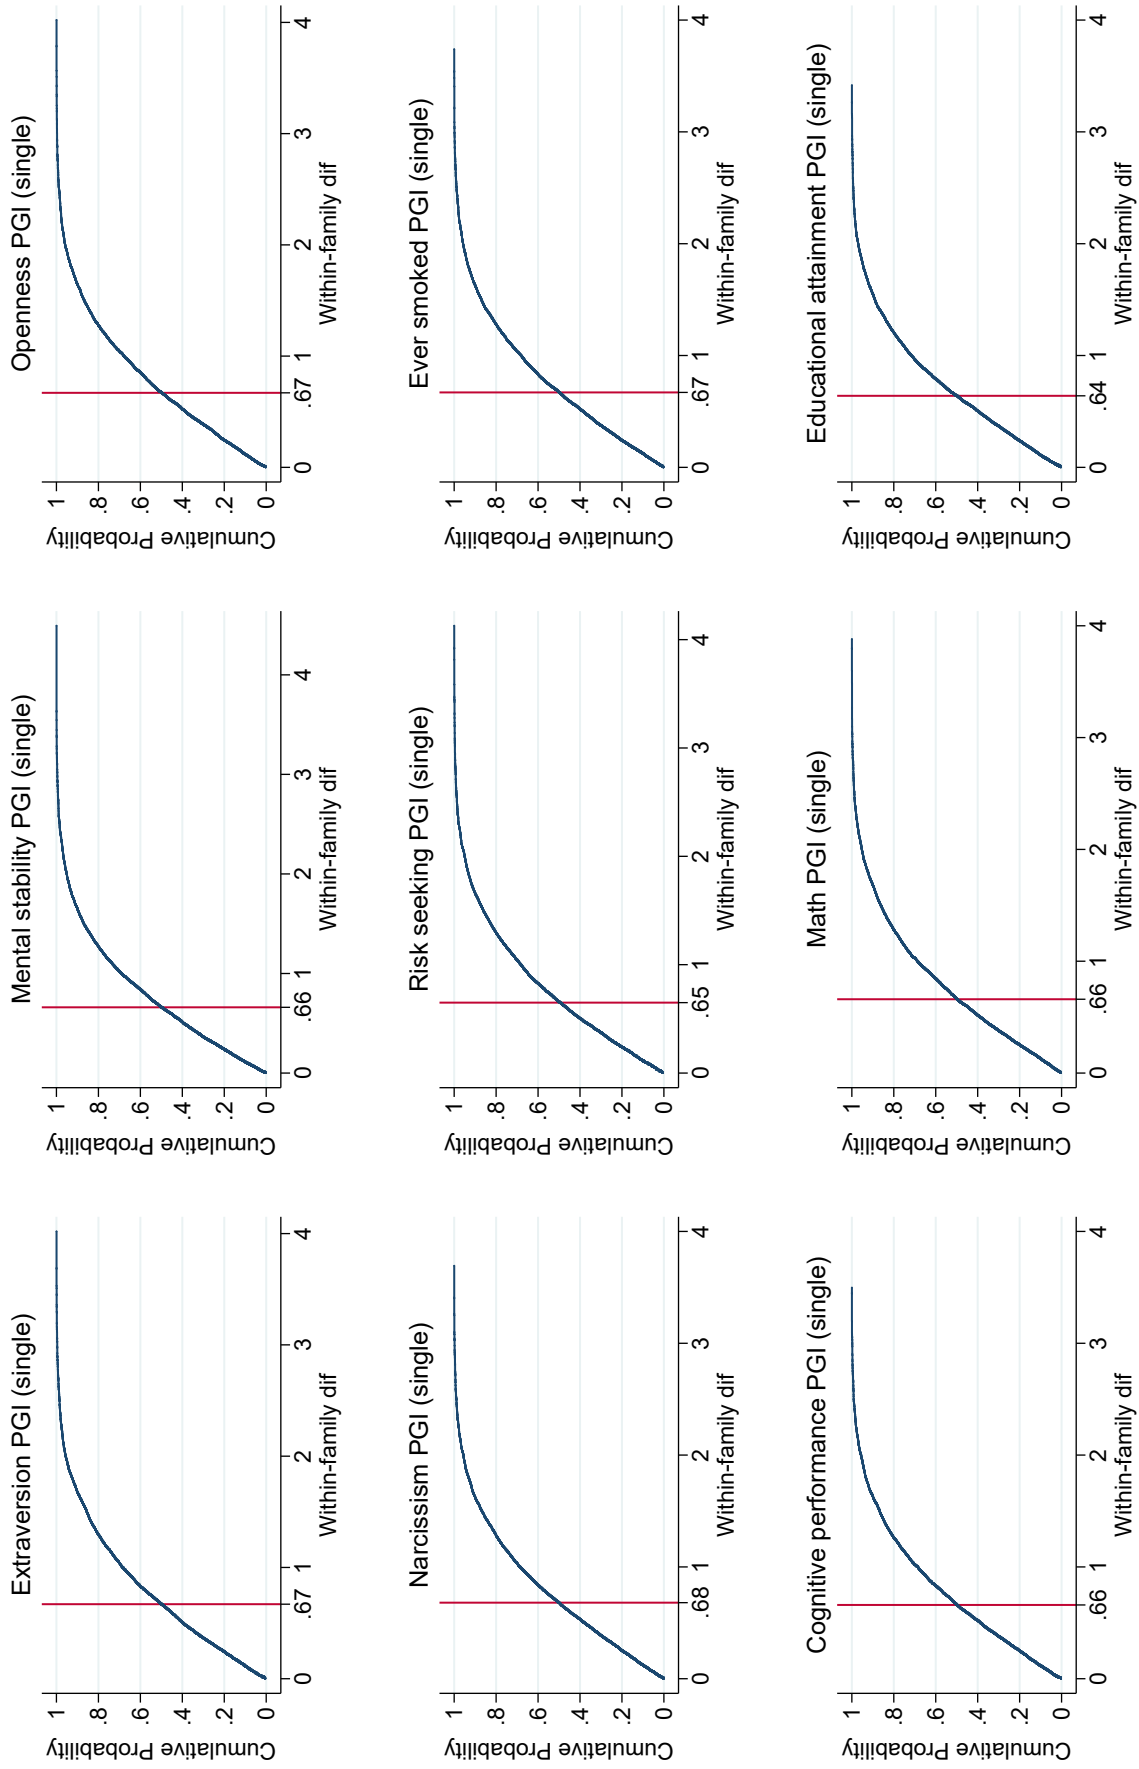 Extraversion PGI (single)
Cumulative Probability
1
.8
.6
.4
.2
0
0 .67 1 2 3 4
Within-family dif
Mental stability PGI (single)
Cumulative Probability
1
.8
.6
.4
.2
0
0 .66 1 2 3 4
Within-family dif
Openness PGI (single)
Cumulative Probability
1
.8
.6
.4
.2
0
0 .67 1 2 3 4
Within-family dif
Narcissism PGI (single)
Cumulative Probability
1
.8
.6
.4
.2
0
0 .68 1 2 3 4
Within-family dif
Risk seeking PGI (single)
Cumulative Probability
1
.8
.6
.4
.2
0
0 .65 1 2 3 4
Within-family dif
Ever smoked PGI (single)
Cumulative Probability
1
.8
.6
.4
.2
0
0 .67 1 2 3 4
Within-family dif
Cognitive performance PGI (single)
Cumulative Probability
1
.8
.6
.4
.2
0
0 .66 1 2 3 4
Within-family dif
Math PGI (single)
Cumulative Probability
1
.8
.6
.4
.2
0
0 .66 1 2 3 4
Within-family dif
Educational attainment PGI (single)
Cumulative Probability
1
.8
.6
.4
.2
0
0 .64 1 2 3 4
Within-family dif